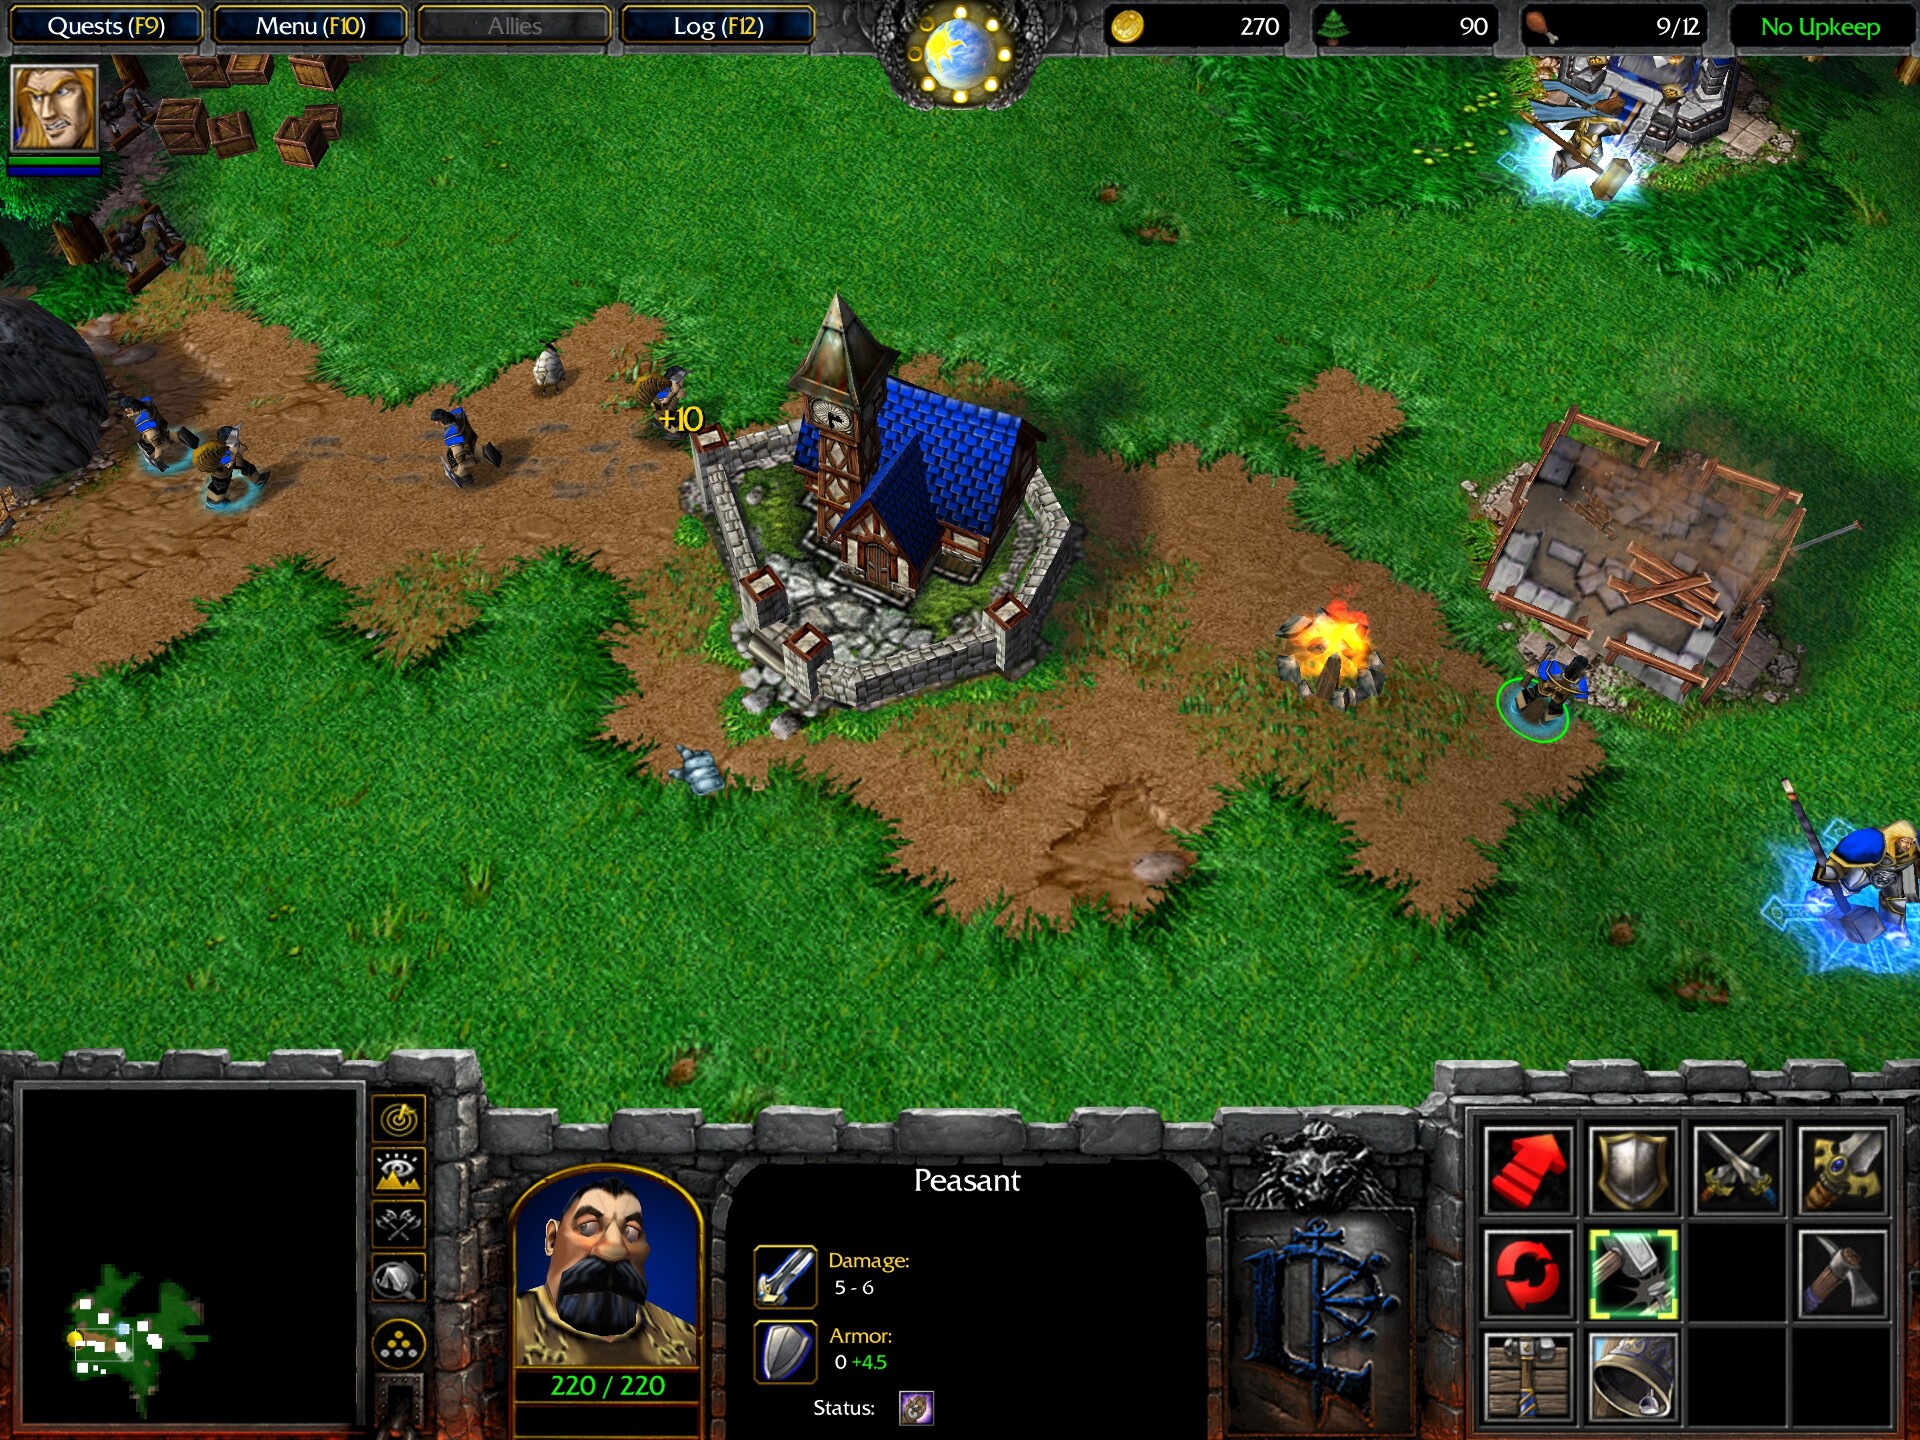 Quests (F9)
Menu (F10)
Allies
Log (F12)
270
90
9/12
No Upkeep
+10
Peasant
Damage:
5 - 6
Armor:
0 +4.5
Status:
220 / 220